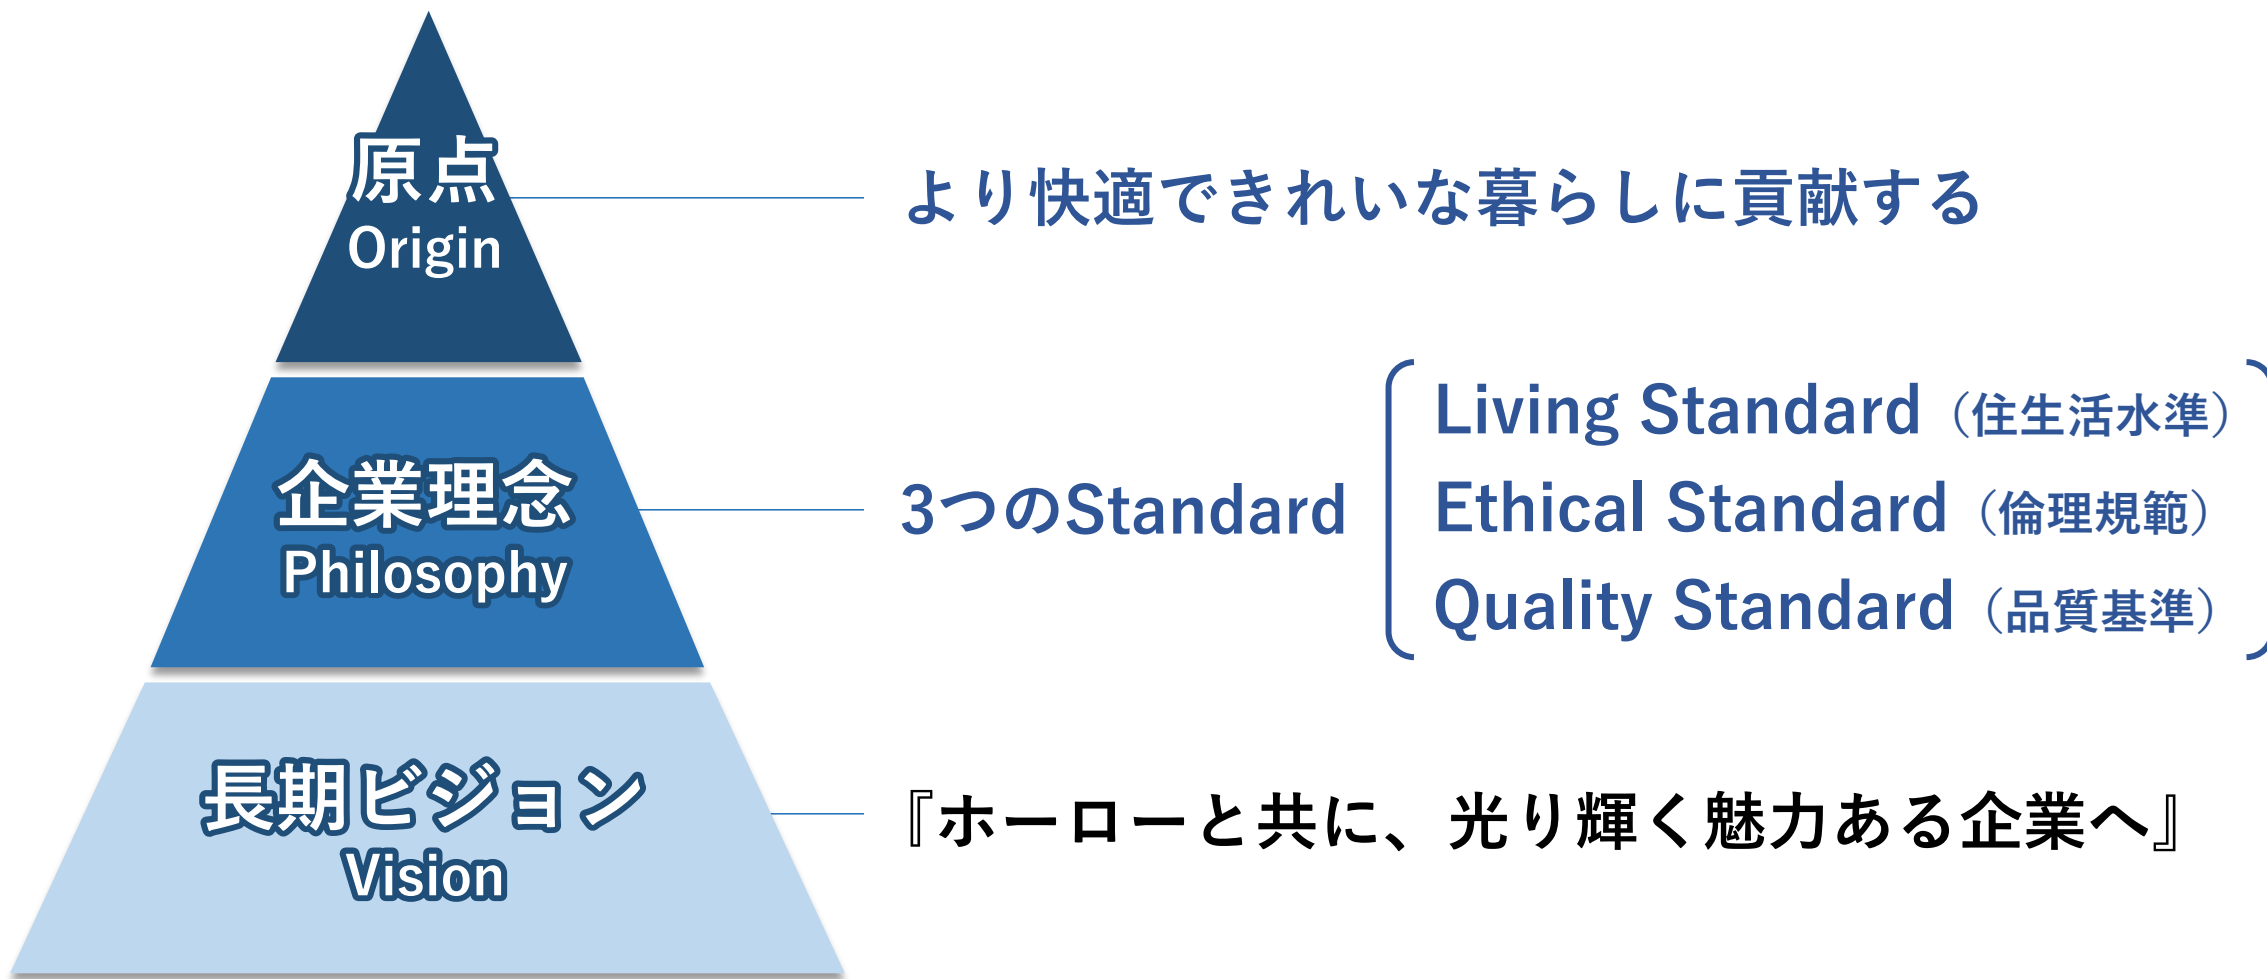 原点
Origin
より快適できれいな暮らしに貢献する
企業理念
Philosophy
3つのStandard
Living Standard（住生活水準）
Ethical Standard（倫理規範）
Quality Standard（品質基準）
長期ビジョン
Vision
『ホーローと共に、光り輝く魅力ある企業へ』